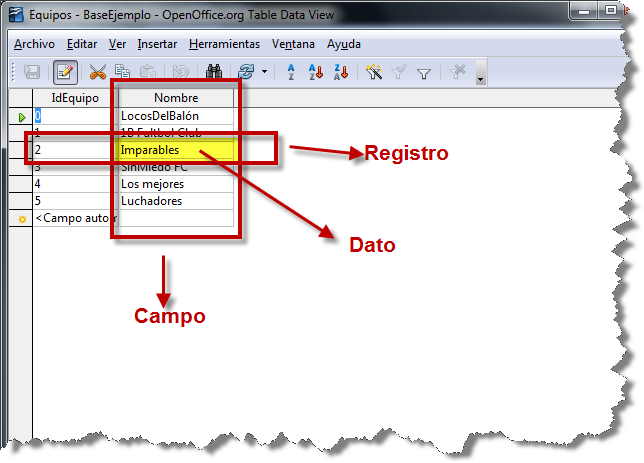 Equipos - BaseEjemplo - OpenOffice.org Table Data View
Archivo Editar Ver Insertar Herramientas Ventana Ayuda
IdEquipo Nombre
0 LocosDelBalón
1 1B Futbol Club
2 Imparables
3 SinMiedo FC
4 Los mejores
5 Luchadores
<Campo autor
Registro
Dato
Campo